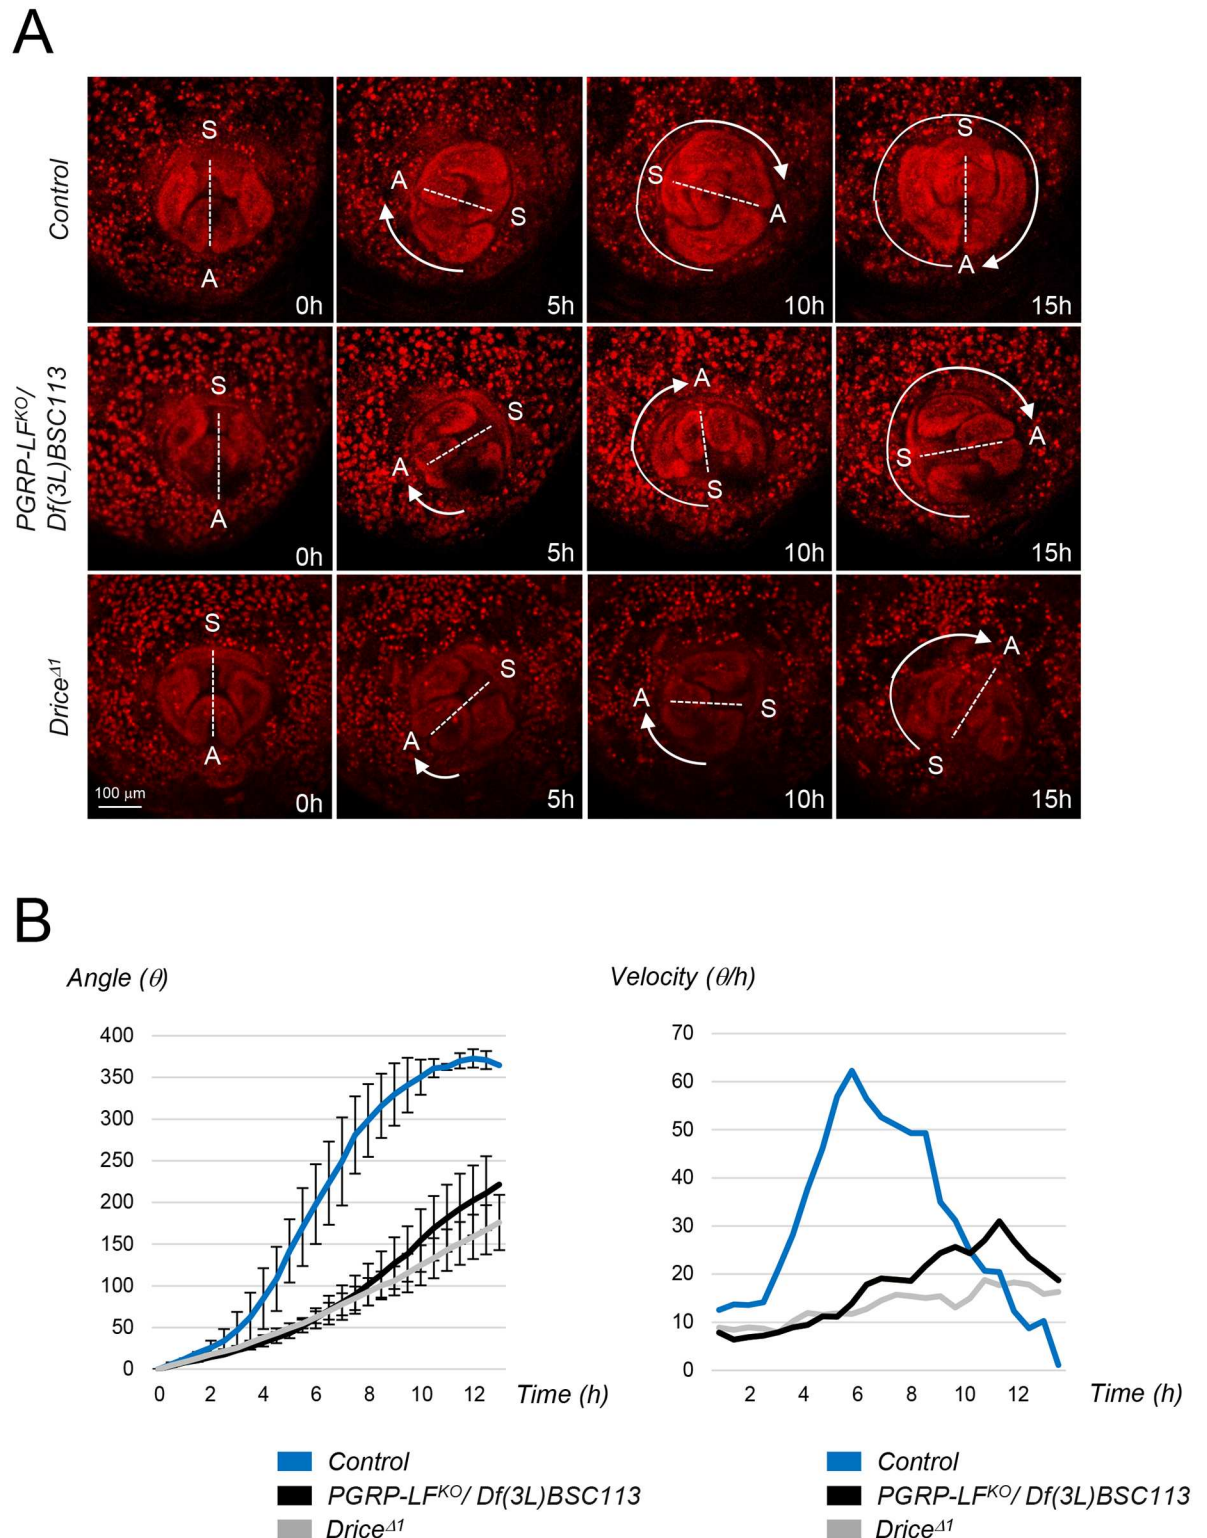 A
Control
S
A
0h
A
S
5h
S
A
10h
S
A
15h
PGRP-LFᴷᴼ/
Df(3L)BSC113
S
A
0h
S
A
5h
A
S
10h
S
A
15h
Driceᐃ¹
S
A
100 μm
0h
S
A
5h
A
S
10h
A
S
15h
B
Angle (θ)
400
350
300
250
200
150
100
50
0
0 2 4 6 8 10 12 Time (h)
Control
PGRP-LFᴷᴼ/ Df(3L)BSC113
Driceᐃ¹
Velocity (θ/h)
70
60
50
40
30
20
10
0
2 4 6 8 10 12 Time (h)
Control
PGRP-LFᴷᴼ/ Df(3L)BSC113
Driceᐃ¹